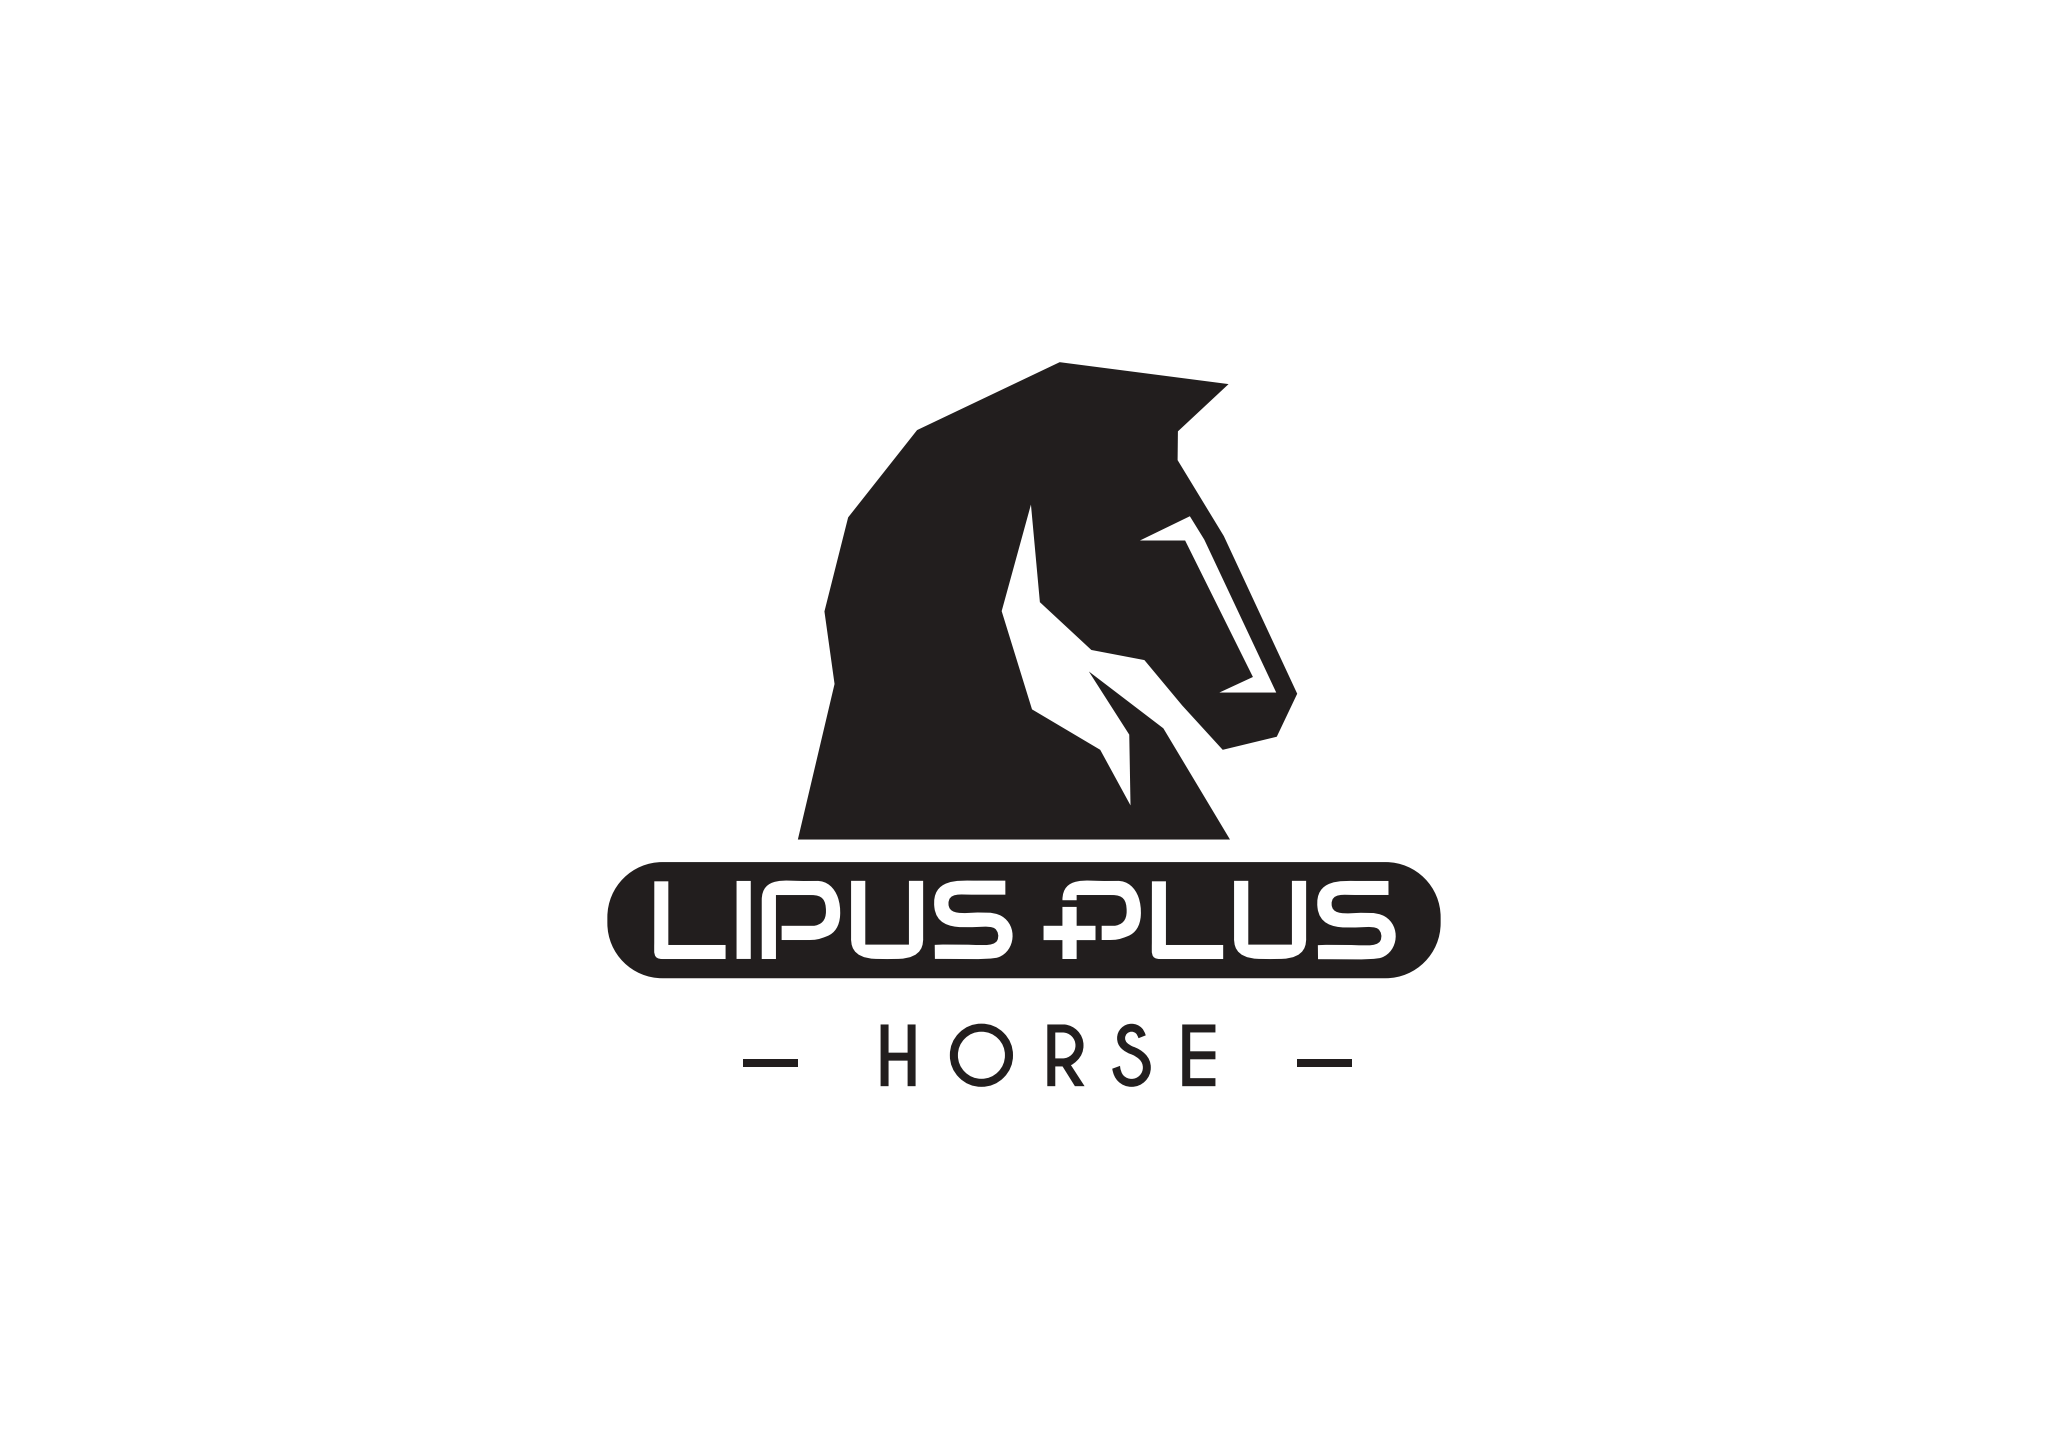 LIPUS PLUS
— HORSE —